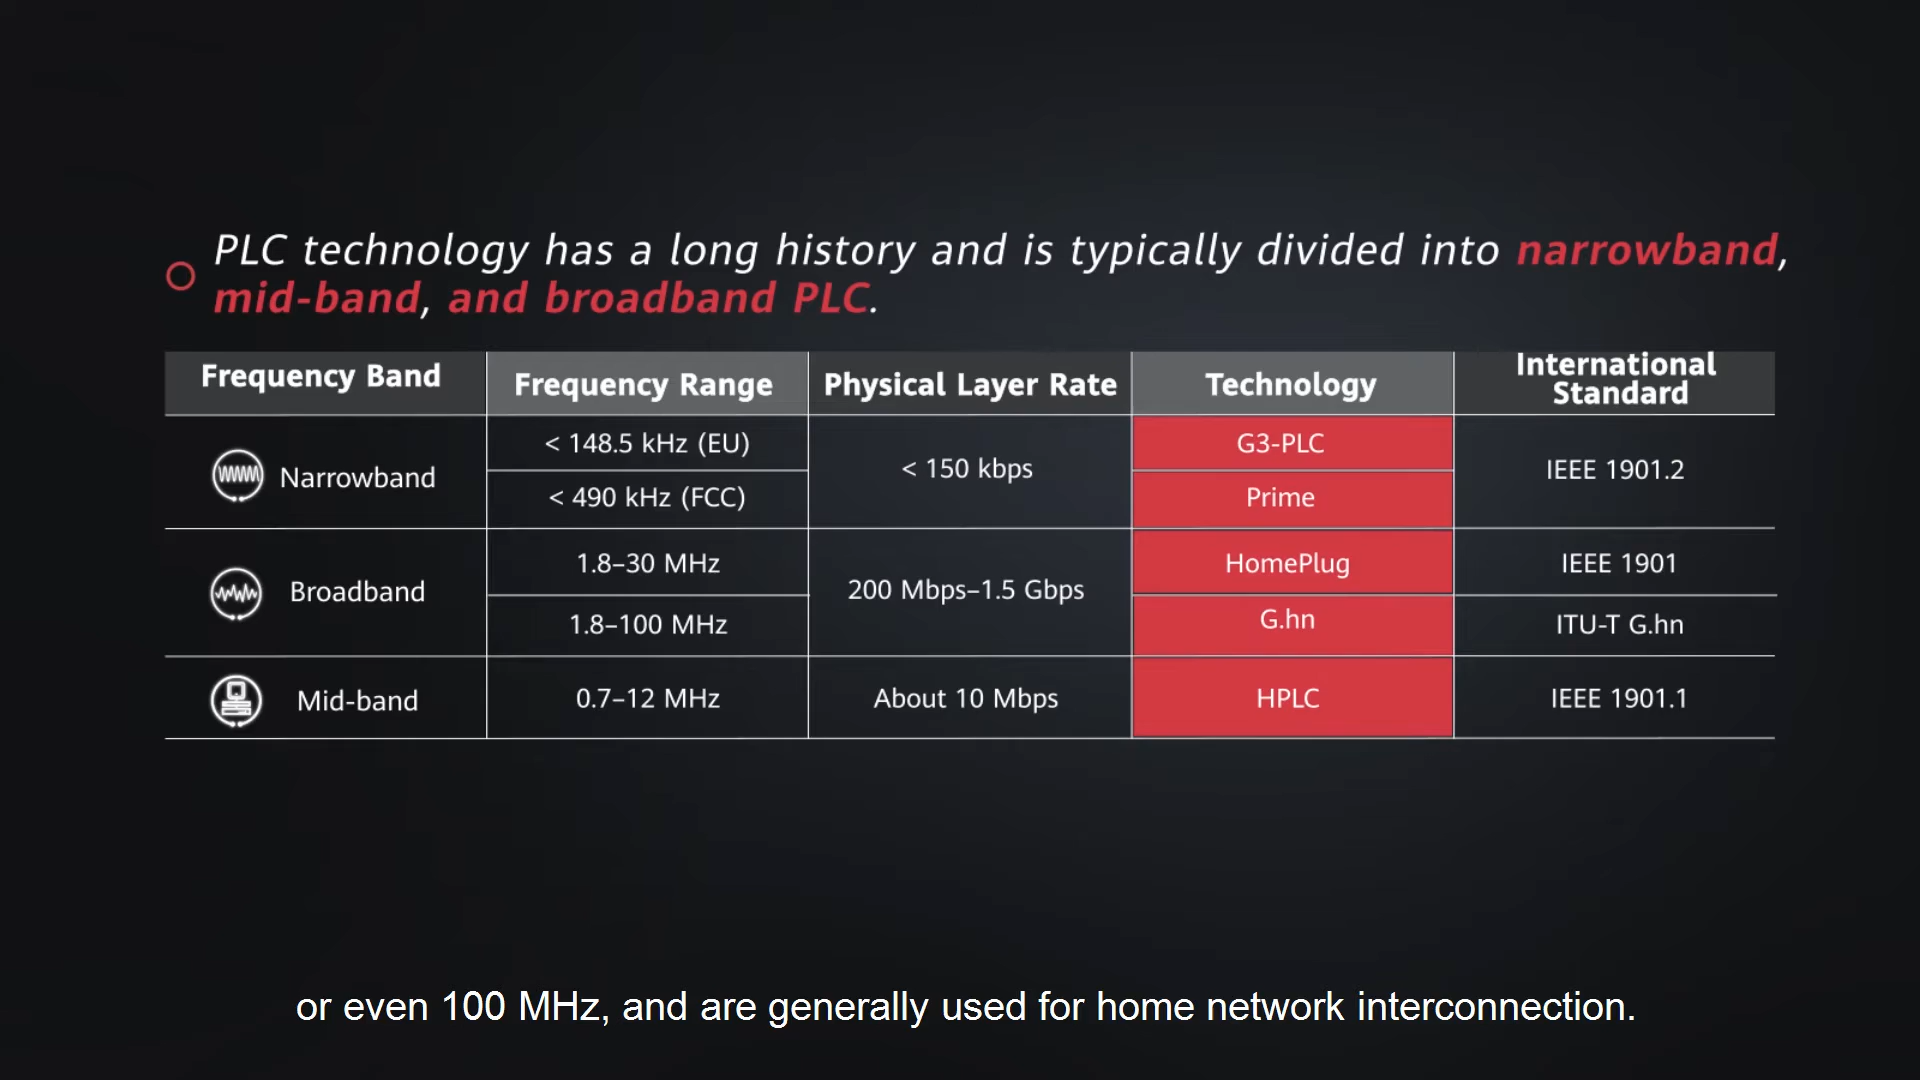 PLC technology has a long history and is typically divided into narrowband,
mid-band, and broadband PLC.
Frequency Band
Frequency Range
Physical Layer Rate
Technology
International
Standard
Narrowband
< 148.5 kHz (EU)
< 490 kHz (FCC)
< 150 kbps
G3-PLC
Prime
IEEE 1901.2
Broadband
1.8–30 MHz
1.8–100 MHz
200 Mbps–1.5 Gbps
HomePlug
G.hn
IEEE 1901
ITU-T G.hn
Mid-band
0.7–12 MHz
About 10 Mbps
HPLC
IEEE 1901.1
or even 100 MHz, and are generally used for home network interconnection.